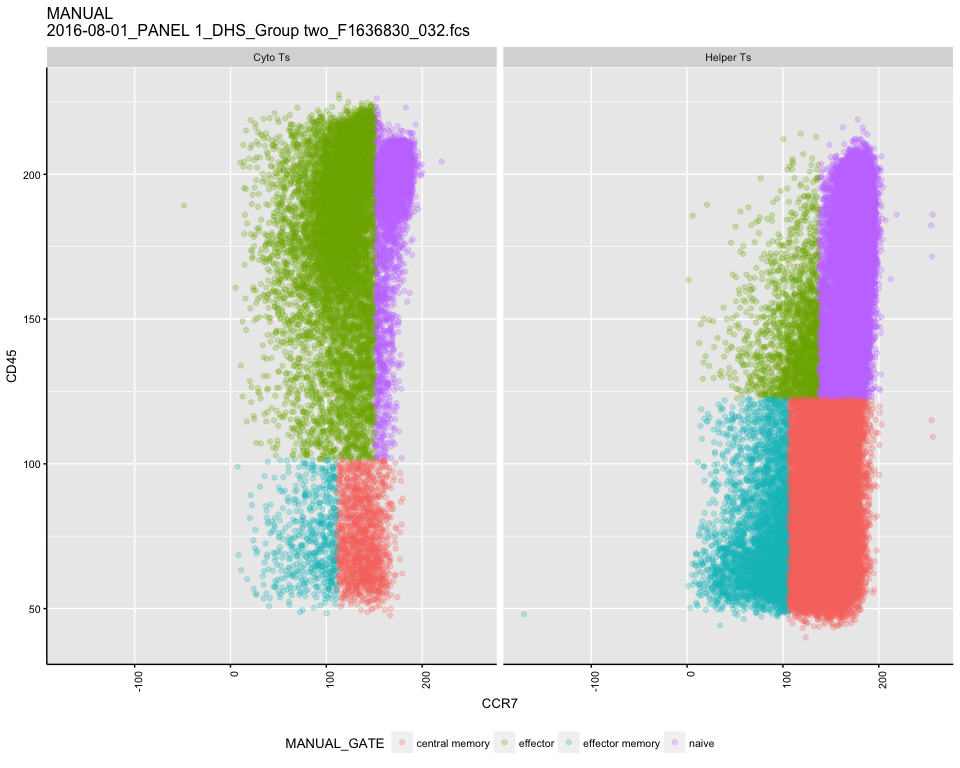 MANUAL
2016-08-01_PANEL 1_DHS_Group two_F1636830_032.fcs
Cyto Ts
Helper Ts
200
150
100
50
CD45
-100
0
100
200
-100
0
100
200
CCR7
MANUAL_GATE
central memory
effector
effector memory
naive